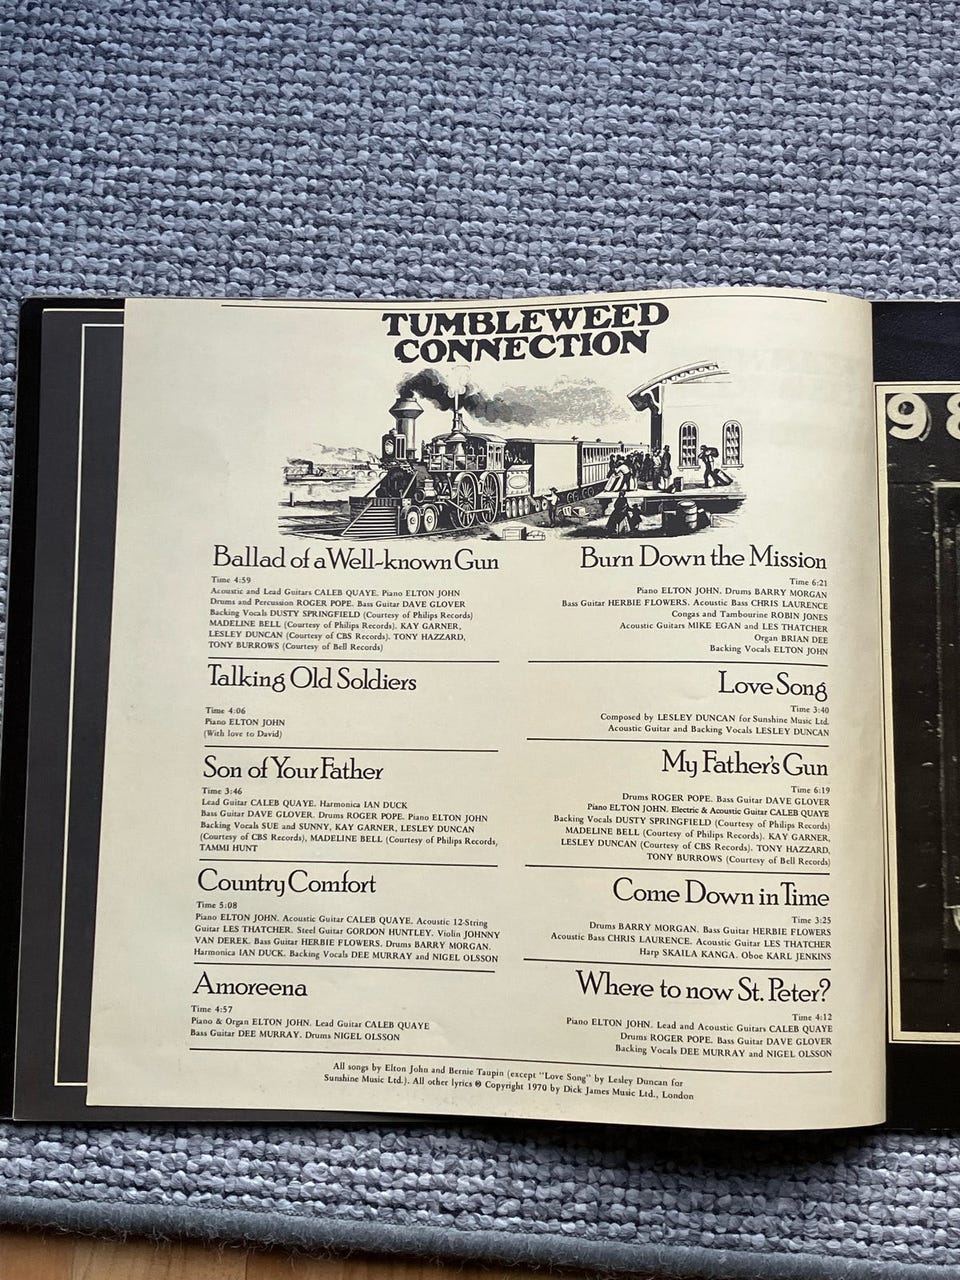 TUMBLEWEED
CONNECTION
Ballad of a Well-known Gun
Time 4:59
Acoustic and Lead Guitars CALEB QUAYE. Piano ELTON JOHN
Drums and Percussion ROGER POPE. Bass Guitar DAVE GLOVER
Backing Vocals DUSTY SPRINGFIELD (Courtesy of Philips Records)
MADELINE BELL (Courtesy of Philips Records). KAY GARNER,
LESLEY DUNCAN (Courtesy of CBS Records). TONY HAZZARD,
TONY BURROWS (Courtesy of Bell Records)
Talking Old Soldiers
Time 4:06
Piano ELTON JOHN
(With love to David)
Son of Your Father
Time 3:46
Lead Guitar CALEB QUAYE. Harmonica IAN DUCK
Bass Guitar DAVE GLOVER. Drums ROGER POPE. Piano ELTON JOHN
Backing Vocals SUE and SUNNY, KAY GARNER, LESLEY DUNCAN
(Courtesy of CBS Records), MADELINE BELL (Courtesy of Philips Records,
TAMMI HUNT
Country Comfort
Time 5:08
Piano ELTON JOHN. Acoustic Guitar CALEB QUAYE. Acoustic 12-String
Guitar LES THATCHER. Steel Guitar GORDON HUNTLEY. Violin JOHNNY
VAN DEREK. Bass Guitar HERBIE FLOWERS. Drums BARRY MORGAN.
Harmonica IAN DUCK. Backing Vocals DEE MURRAY and NIGEL OLSSON
Amoreena
Time 4:57
Piano & Organ ELTON JOHN. Lead Guitar CALEB QUAYE
Bass Guitar DEE MURRAY. Drums NIGEL OLSSON
Burn Down the Mission
Time 6:21
Piano ELTON JOHN. Drums BARRY MORGAN
Bass Guitar HERBIE FLOWERS. Acoustic Bass CHRIS LAURENCE
Congas and Tambourine ROBIN JONES
Acoustic Guitars MIKE EGAN and LES THATCHER
Organ BRIAN DEE
Backing Vocals ELTON JOHN
Love Song
Time 3:40
Composed by LESLEY DUNCAN for Sunshine Music Ltd.
Acoustic Guitar and Backing Vocals LESLEY DUNCAN
My Father's Gun
Time 6:19
Drums ROGER POPE. Bass Guitar DAVE GLOVER
Piano ELTON JOHN. Electric & Acoustic Guitar CALEB QUAYE
Backing Vocals DUSTY SPRINGFIELD (Courtesy of Philips Records)
MADELINE BELL (Courtesy of Philips Records). KAY GARNER,
LESLEY DUNCAN (Courtesy of CBS Records). TONY HAZZARD,
TONY BURROWS (Courtesy of Bell Records)
Come Down in Time
Time 3:25
Drums BARRY MORGAN. Bass Guitar HERBIE FLOWERS
Acoustic Bass CHRIS LAURENCE. Acoustic Guitar LES THATCHER
Harp SKAILA KANGA. Oboe KARL JENKINS
Where to now St. Peter?
Time 4:12
Piano ELTON JOHN. Lead and Acoustic Guitars CALEB QUAYE
Drums ROGER POPE. Bass Guitar DAVE GLOVER
Backing Vocals DEE MURRAY and NIGEL OLSSON
All songs by Elton John and Bernie Taupin (except "Love Song" by Lesley Duncan for
Sunshine Music Ltd.). All other lyrics ℗ Copyright 1970 by Dick James Music Ltd., London
98